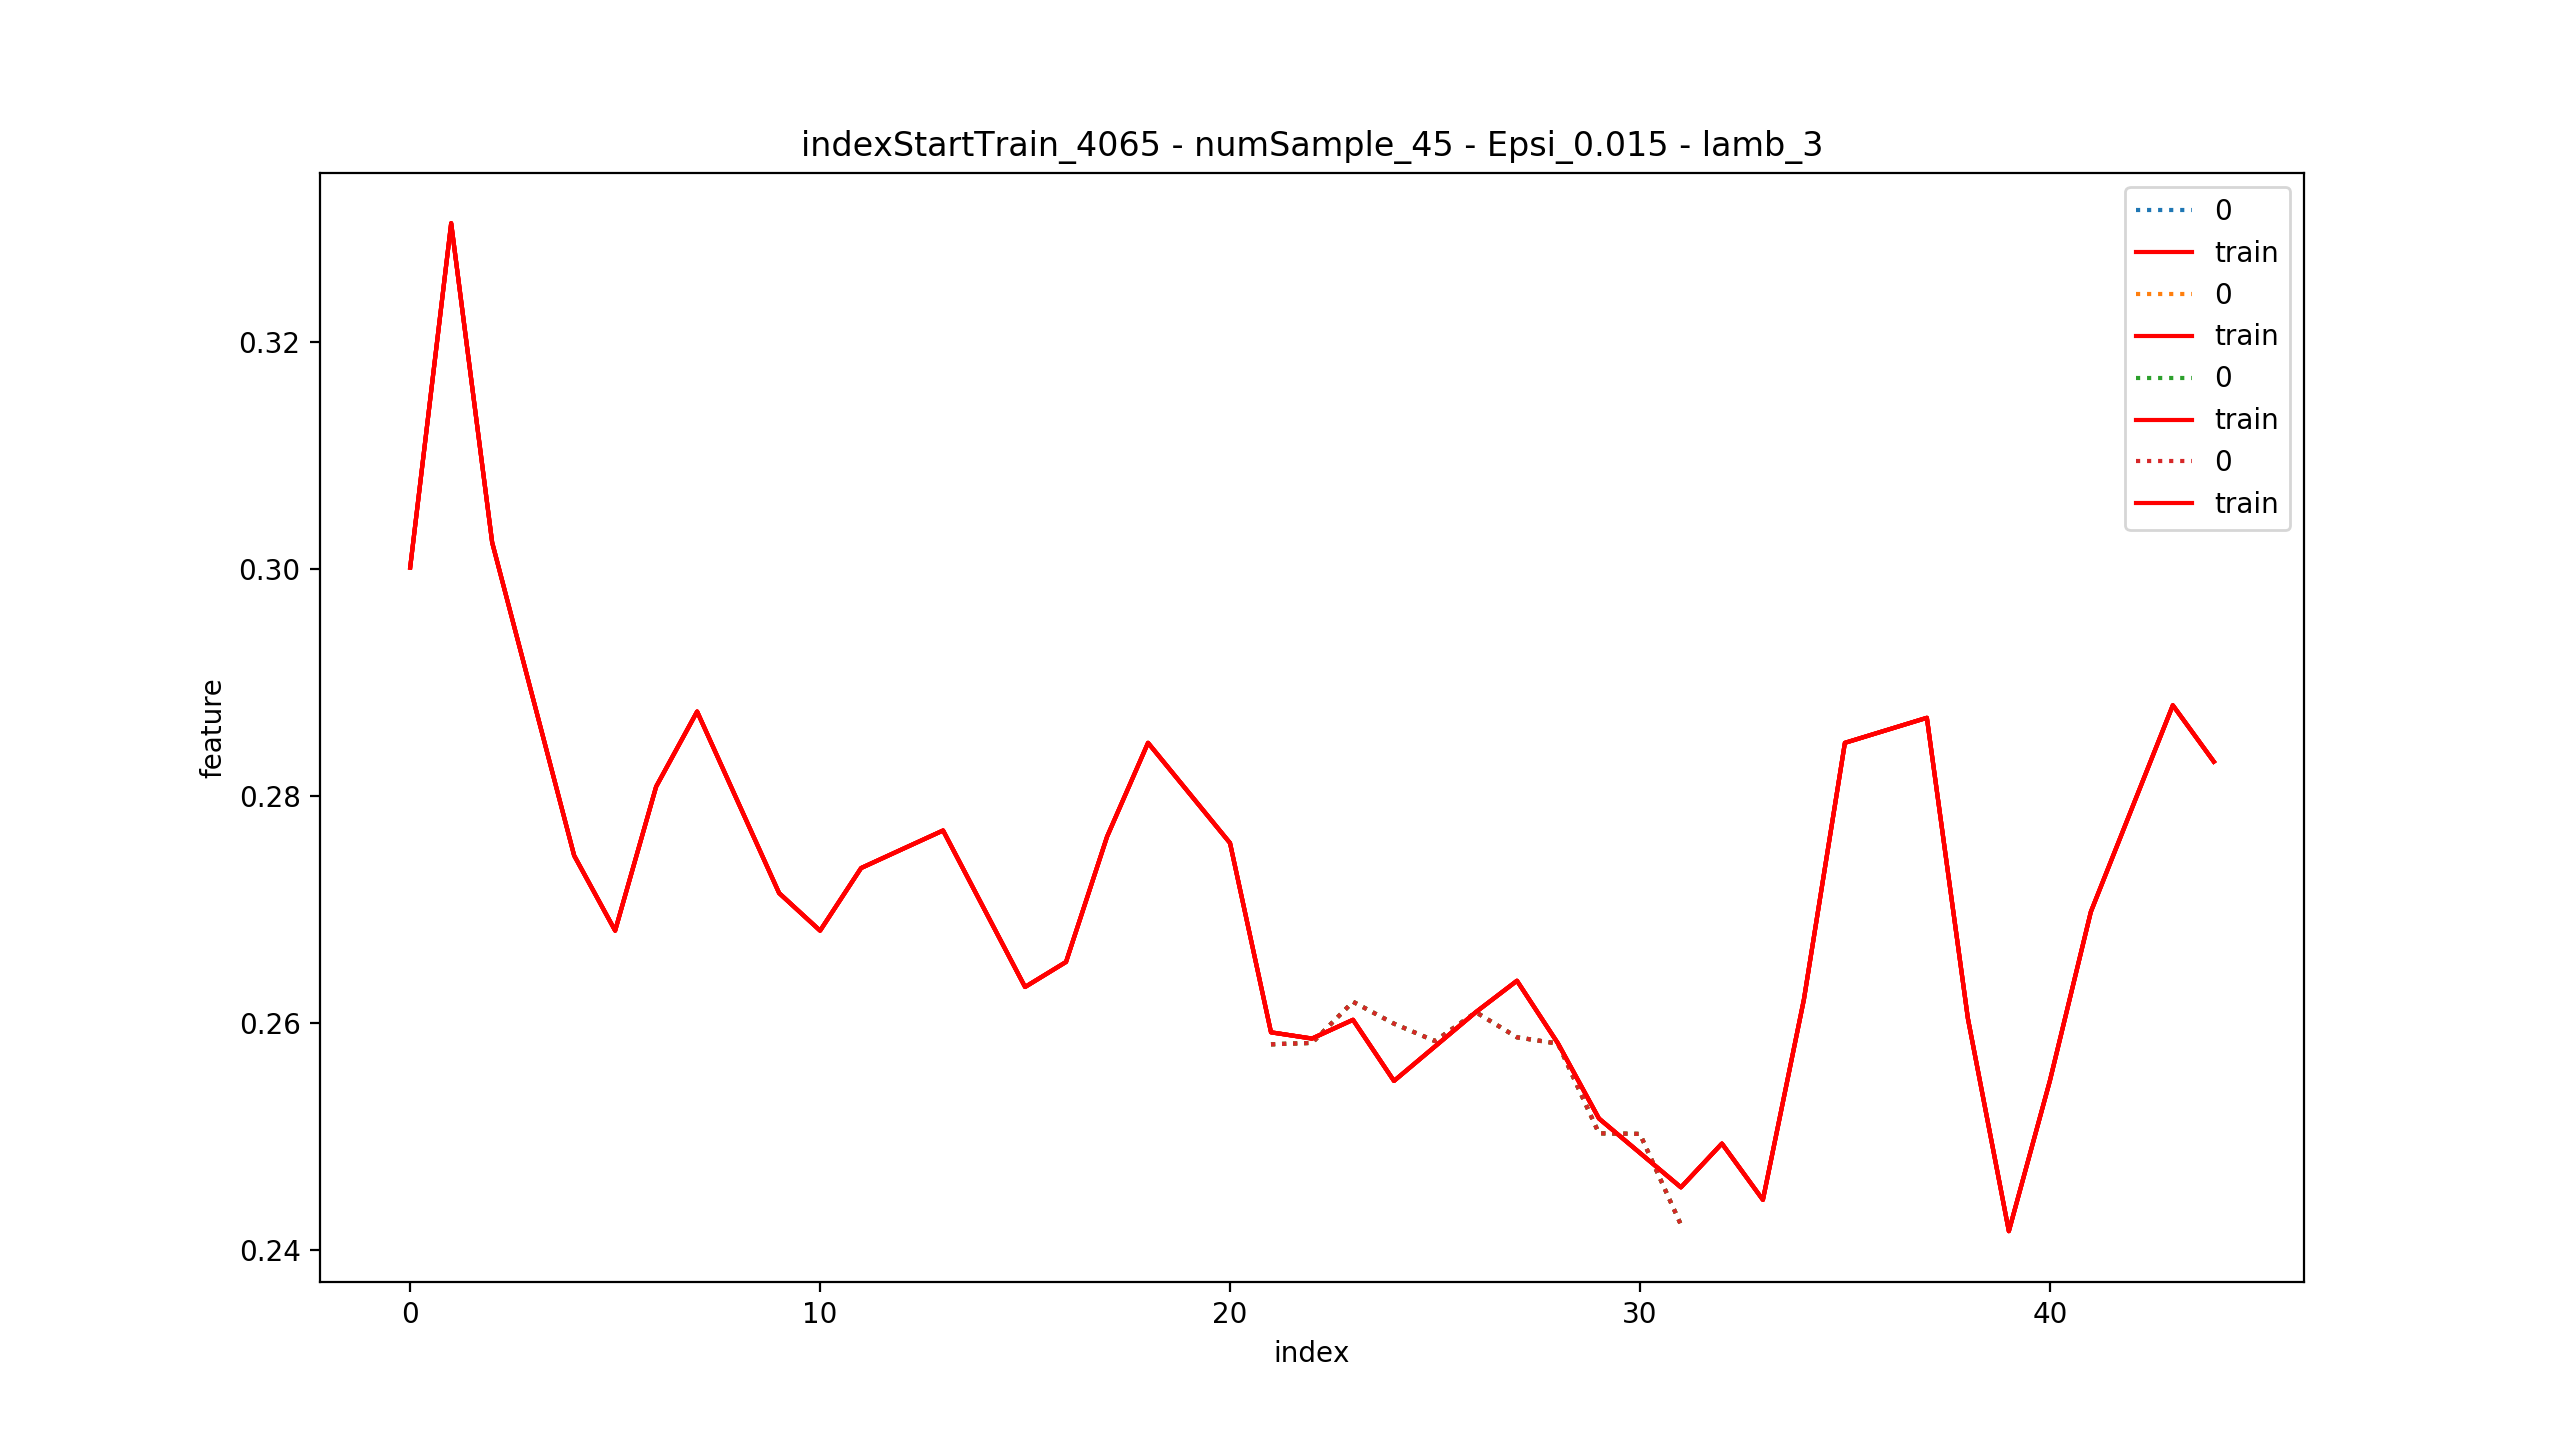 indexStartTrain_4065 - numSample_45 - Epsi_0.015 - lamb_3
0
train
0
train
0
train
0
train
0.32
0.30
0.28
0.26
0.24
feature
0 10 20 30 40
index